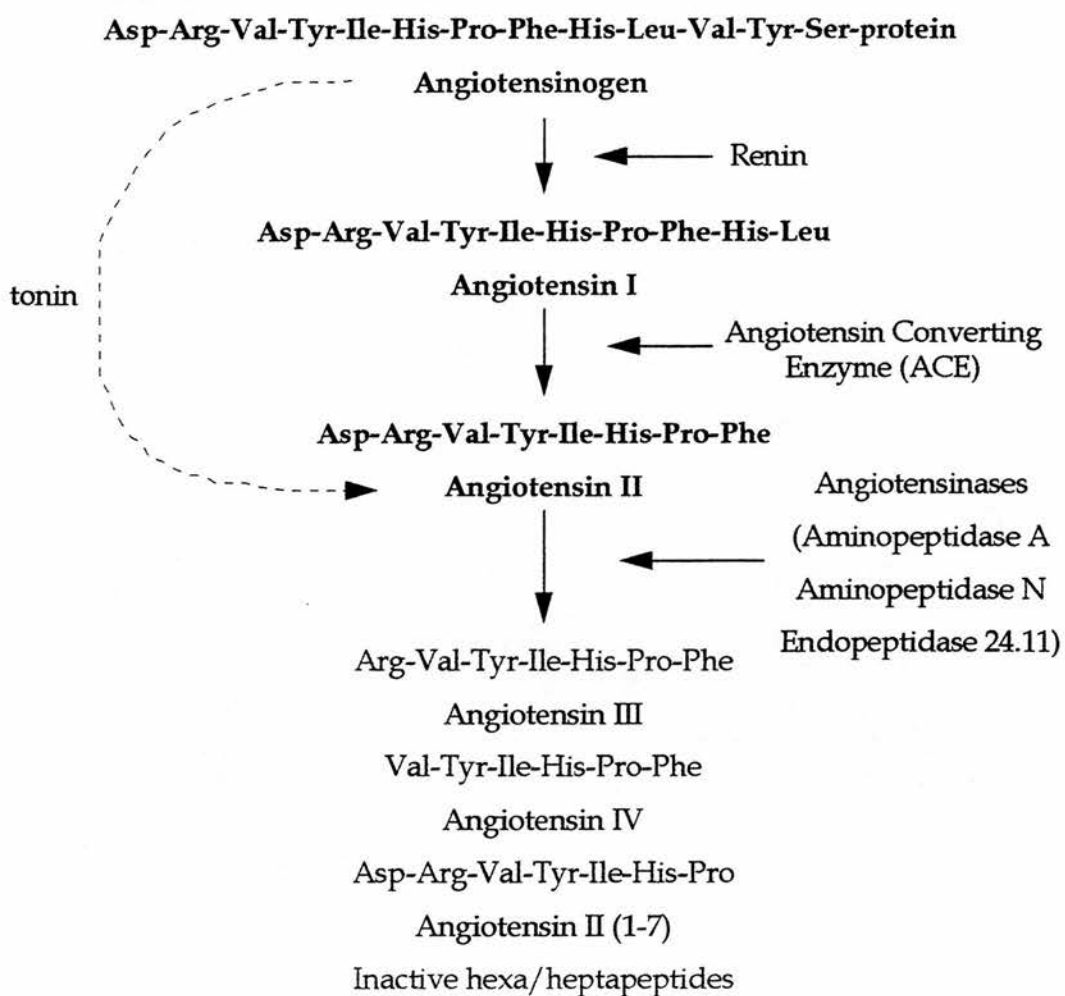 Asp-Arg-Val-Tyr-Ile-His-Pro-Phe-His-Leu-Val-Tyr-Ser-protein
Angiotensinogen
Renin
Asp-Arg-Val-Tyr-Ile-His-Pro-Phe-His-Leu
Angiotensin I
tonin
Angiotensin Converting
Enzyme (ACE)
Asp-Arg-Val-Tyr-Ile-His-Pro-Phe
Angiotensin II
Angiotensinases
(Aminopeptidase A
Aminopeptidase N
Endopeptidase 24.11)
Arg-Val-Tyr-Ile-His-Pro-Phe
Angiotensin III
Val-Tyr-Ile-His-Pro-Phe
Angiotensin IV
Asp-Arg-Val-Tyr-Ile-His-Pro
Angiotensin II (1-7)
Inactive hexa/heptapeptides